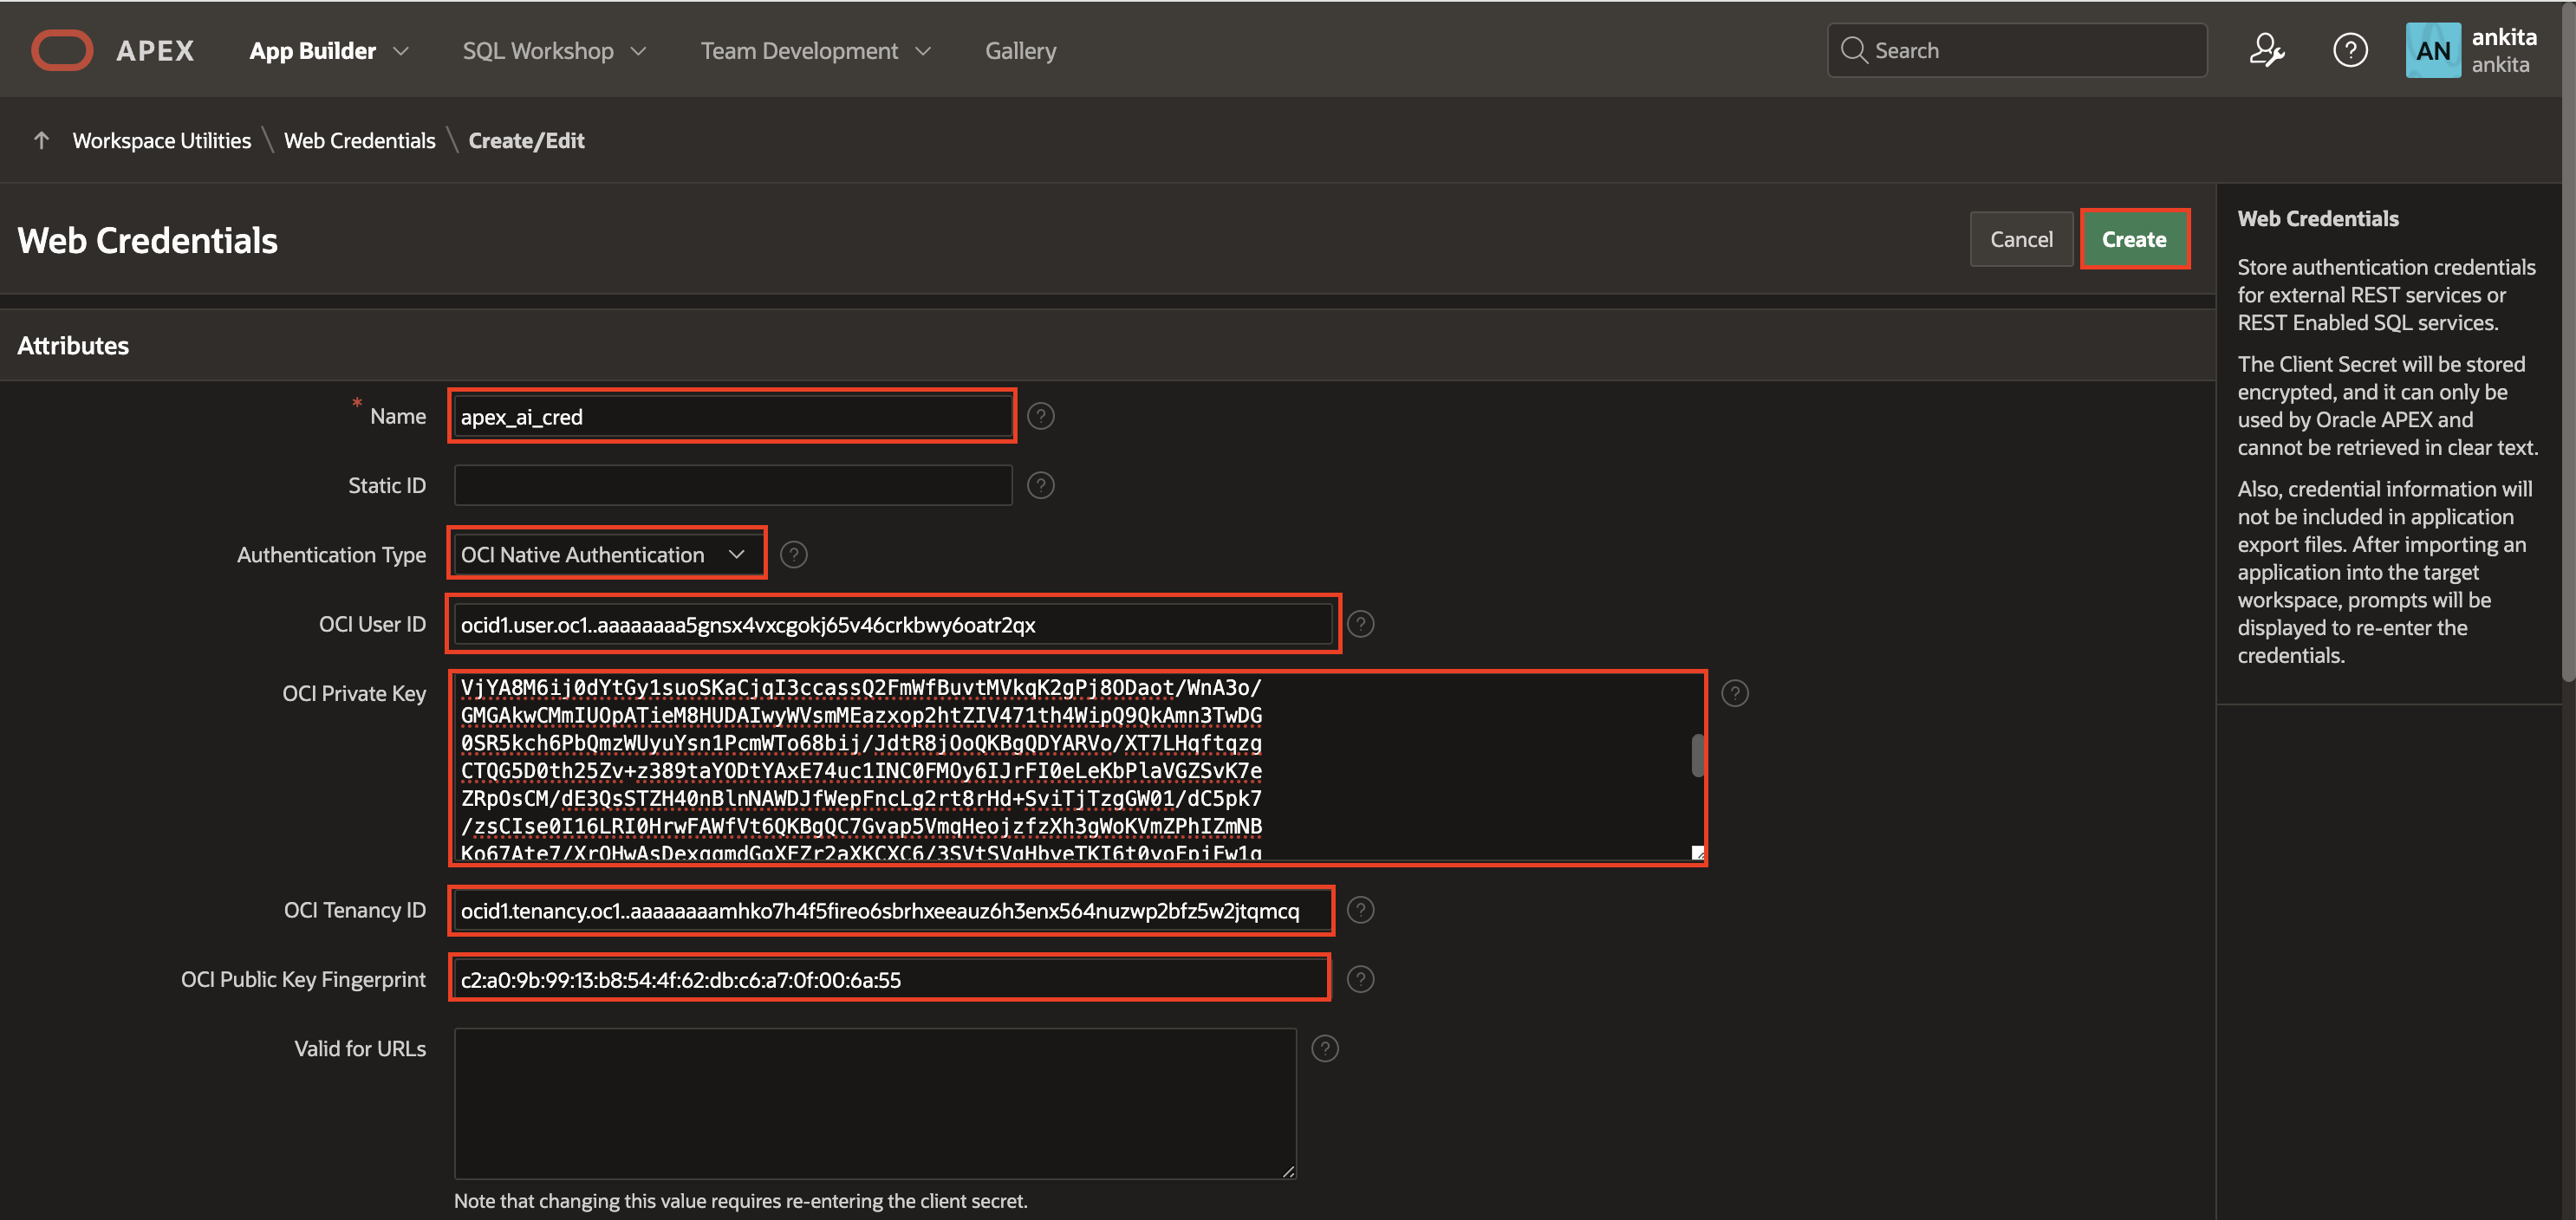 APEX
App Builder
SQL Workshop
Team Development
Gallery
Search
AN
ankita
ankita
Workspace Utilities \ Web Credentials \ Create/Edit
Web Credentials
Cancel
Create
Attributes
* Name
apex_ai_cred
Static ID
Authentication Type
OCI Native Authentication
OCI User ID
ocid1.user.oc1..aaaaaaaa5gnsx4vxcgokj65v46crkbwy6oatr2qx
OCI Private Key
VjYA8M6ij0dYtGy1suoSKaCjqI3ccassQ2FmWfBuvtMVkqK2gPj8ODaot/WnA3o/
GMGAkwCMmIUOpATieM8HUDAIwyWVsmMEazxop2htZIV471th4WipQ9QkAmn3TwDG
0SR5kch6PbQmzWUyuYsn1PcmWTo68bij/JdtR8jOoQKBgQDYARVo/XT7LHqftqzg
CTQG5D0th25Zv+z389taYODtYAxE74uc1INC0FMOy6IJrFI0eLeKbPlaVGZSvK7e
ZRpOsCM/dE3QsSTZH40nBlnNAWDJfWepFncLg2rt8rHd+SviTjTzgGW01/dC5pk7
/zsCIse0I16LRI0HrwFAWfVt6QKBgQC7Gvap5VmqHeojzfzXh3gWoKVmZPhIZmNB
OCI Tenancy ID
ocid1.tenancy.oc1..aaaaaaaamhko7h4f5fireo6sbrhxeeauz6h3enx564nuzwp2bfz5w2jtqmcq
OCI Public Key Fingerprint
c2:a0:9b:99:13:b8:54:4f:62:db:c6:a7:0f:00:6a:55
Valid for URLs
Note that changing this value requires re-entering the client secret.
Web Credentials
Store authentication credentials
for external REST services or
REST Enabled SQL services.
The Client Secret will be stored
encrypted, and it can only be
used by Oracle APEX and
cannot be retrieved in clear text.
Also, credential information will
not be included in application
export files. After importing an
application into the target
workspace, prompts will be
displayed to re-enter the
credentials.